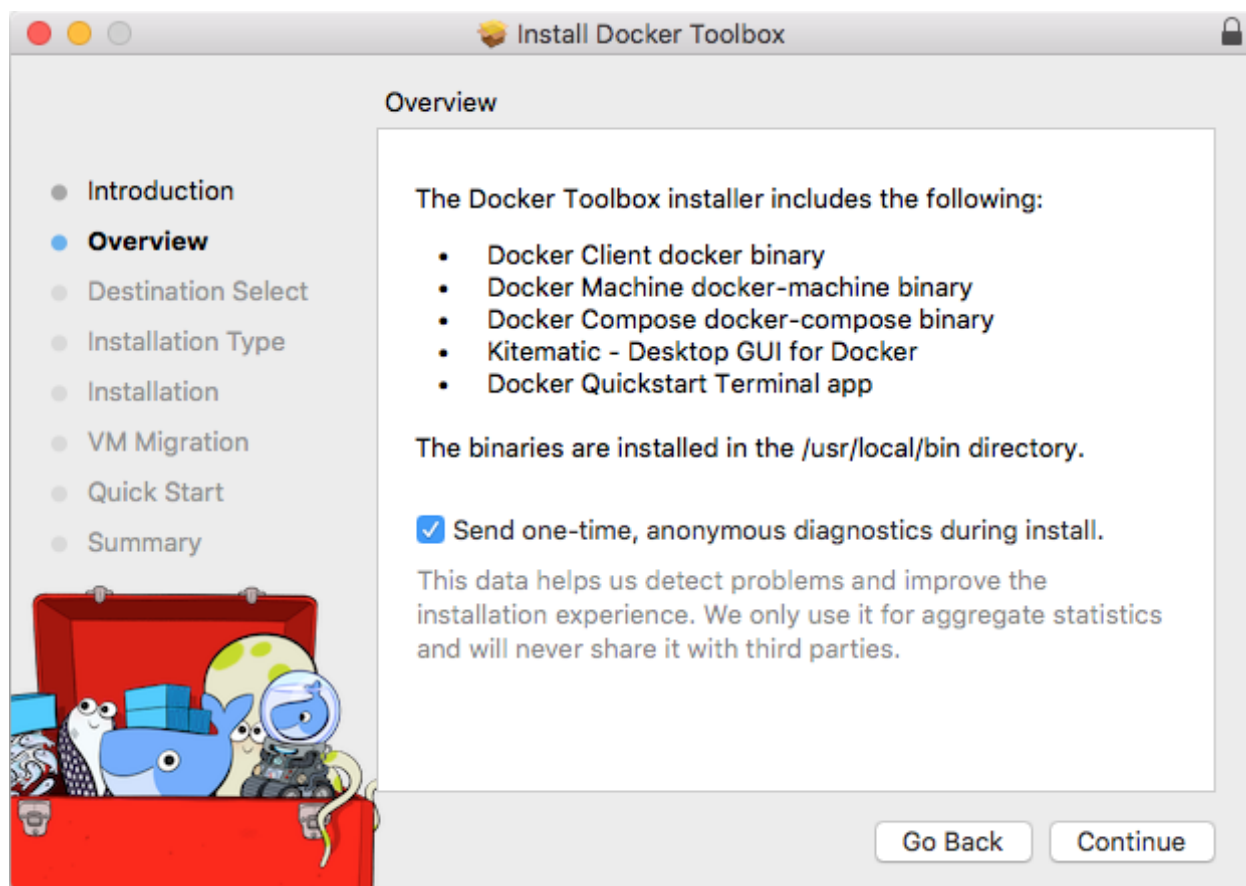 Install Docker Toolbox
Overview
Introduction
Overview
Destination Select
Installation Type
Installation
VM Migration
Quick Start
Summary
The Docker Toolbox installer includes the following:
• Docker Client docker binary
• Docker Machine docker-machine binary
• Docker Compose docker-compose binary
• Kitematic - Desktop GUI for Docker
• Docker Quickstart Terminal app
The binaries are installed in the /usr/local/bin directory.
Send one-time, anonymous diagnostics during install.
This data helps us detect problems and improve the
installation experience. We only use it for aggregate statistics
and will never share it with third parties.
Go Back
Continue